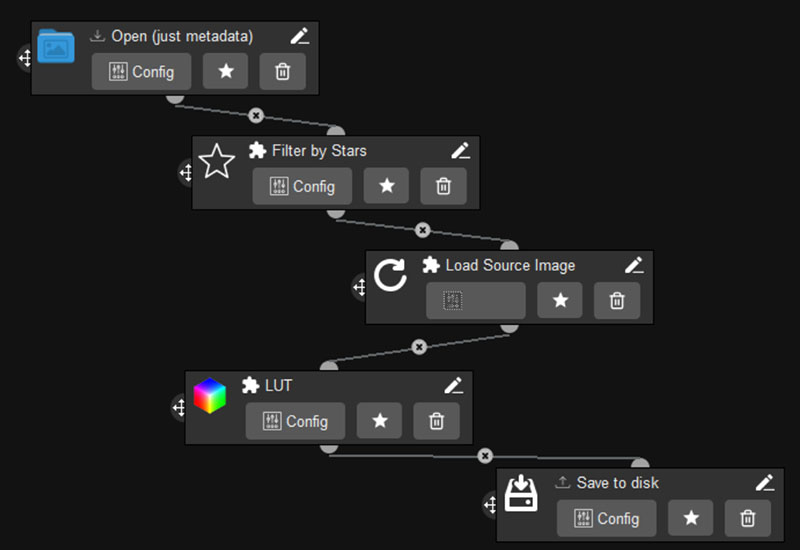 Open (just metadata)
Config
Filter by Stars
Config
Load Source Image
LUT
Config
Save to disk
Config